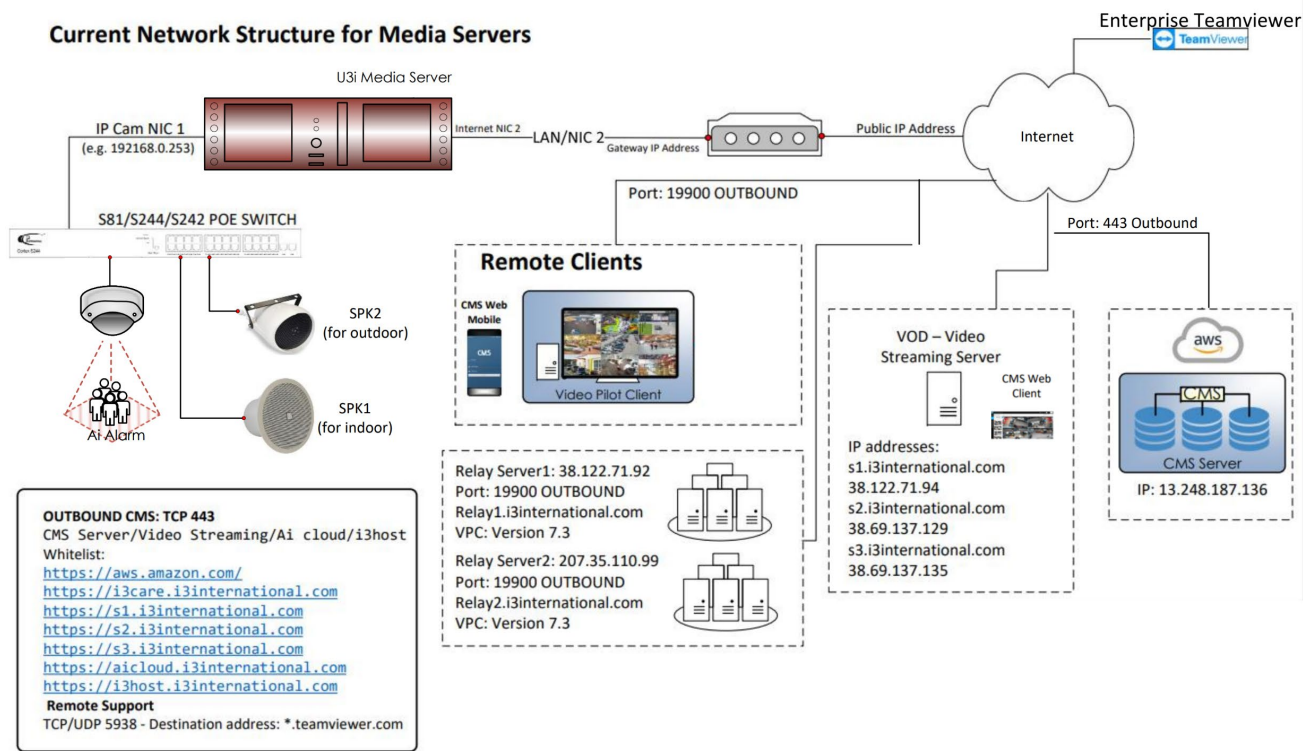 Enterprise Teamviewer
TeamViewer
Current Network Structure for Media Servers
U3i Media Server
IP Cam NIC 1
(e.g. 192168.0.253)
Internet NIC 2
LAN/NIC 2
Gateway IP Address
Public IP Address
Internet
Port: 19900 OUTBOUND
Port: 443 Outbound
S81/S244/S242 POE SWITCH
SPK2
(for outdoor)
SPK1
(for indoor)
Ai Alarm
Remote Clients
CMS Web
Mobile
CMS
Video Pilot Client
Relay Server1: 38.122.71.92
Port: 19900 OUTBOUND
Relay1.i3international.com
VPC: Version 7.3
Relay Server2: 207.35.110.99
Port: 19900 OUTBOUND
Relay2.i3international.com
VPC: Version 7.3
VOD – Video
Streaming Server
CMS Web
Client
IP addresses:
s1.i3international.com
38.122.71.94
s2.i3international.com
38.69.137.129
s3.i3international.com
38.69.137.135
aws
CMS
CMS Server
IP: 13.248.187.136
OUTBOUND CMS: TCP 443
CMS Server/Video Streaming/Ai cloud/i3host
Whitelist:
https://aws.amazon.com/
https://i3care.i3international.com
https://s1.i3international.com
https://s2.i3international.com
https://s3.i3international.com
https://aicloud.i3international.com
https://i3host.i3international.com
Remote Support
TCP/UDP 5938 - Destination address: *.teamviewer.com